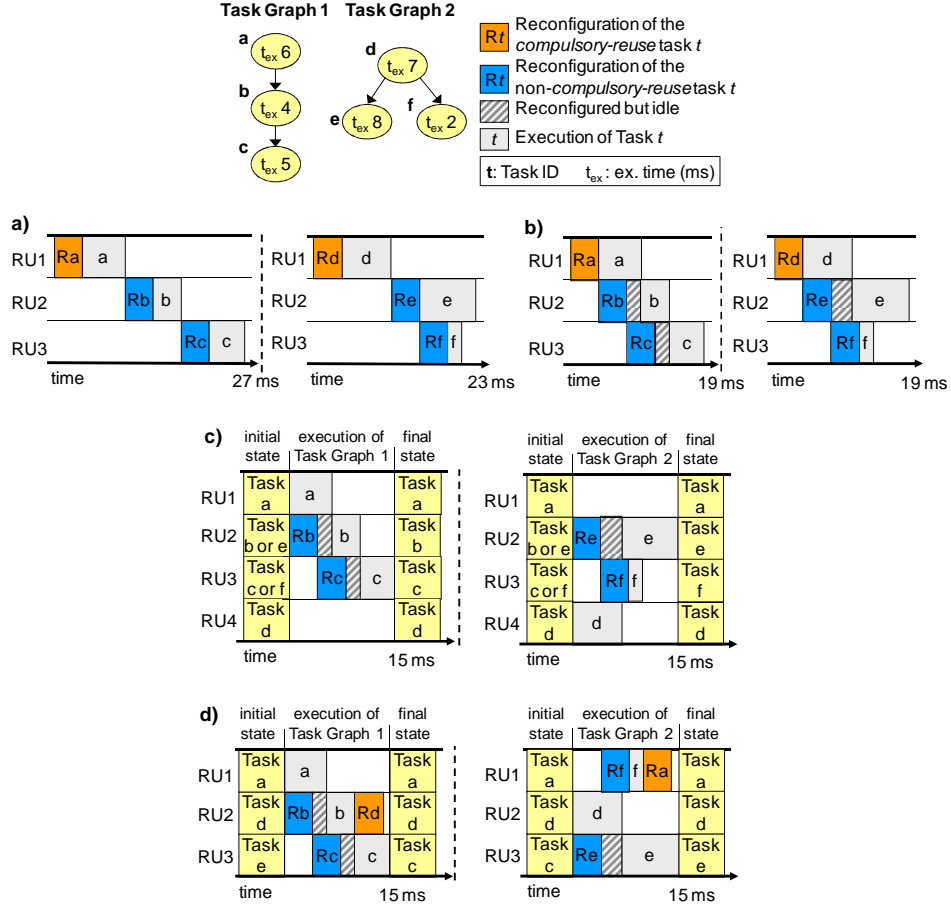 Task Graph 1 Task Graph 2
a
t_ex 6
b
t_ex 4
c
t_ex 5
d
t_ex 7
e
t_ex 8
f
t_ex 2
Rt Reconfiguration of the
compulsory-reuse task t
Rt Reconfiguration of the
non-compulsory-reuse task t
Reconfigured but idle
t Execution of Task t
t: Task ID t_ex : ex. time (ms)
a)
RU1 Ra a
RU2 Rb b
RU3 Rc c
time 27 ms
RU1 Rd d
RU2 Re e
RU3 Rf f
time 23 ms
b)
RU1 Ra a
RU2 Rb b
RU3 Rc c
time 19 ms
RU1 Rd d
RU2 Re e
RU3 Rf f
time 19 ms
c)
initial execution of final
state Task Graph 1 state
RU1 Task a a Task a
RU2 Task b or e Rb b Task b
RU3 Task c or f Rc c Task c
RU4 Task d Task d
time 15 ms
initial execution of final
state Task Graph 2 state
RU1 Task a Task a
RU2 Task b or e Re e Task e
RU3 Task c or f Rf f Task f
RU4 Task d d Task d
time 15 ms
d)
initial execution of final
state Task Graph 1 state
RU1 Task a a Task a
RU2 Task d Rb b Rd Task d
RU3 Task e Rc c Task c
time 15 ms
initial execution of final
state Task Graph 2 state
RU1 Task a Rf f Ra Task a
RU2 Task d d Task d
RU3 Task c Re e Task e
time 15 ms